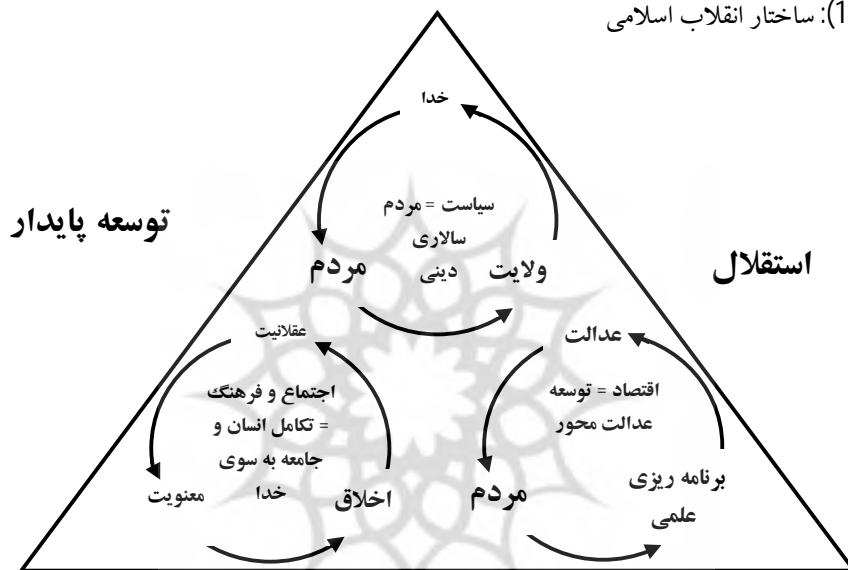 1): ساختار انقلاب اسلامی
خدا
سیاست = مردم
سالاری
دینی
ولایت
مردم
توسعه پایدار
استقلال
عدالت
اقتصاد = توسعه
عدالت محور
برنامه ریزی
علمی
مردم
عقلانیت
اجتماع و فرهنگ
= تکامل انسان و
جامعه به سوی
خدا
اخلاق
معنویت